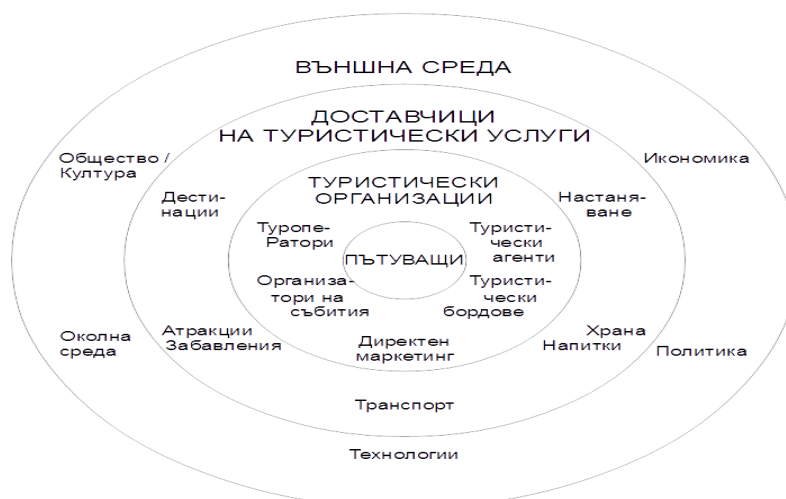 ВЪНШНА СРЕДА
ДОСТАВЧИЦИ
НА ТУРИСТИЧЕСКИ УСЛУГИ
Общество /
Култура
Икономика
ТУРИСТИЧЕСКИ
ОРГАНИЗАЦИИ
Дести-
нации
Настаня-
ване
Туропе-
Ратори
Туристи-
чески
агенти
ПЪТУВАЩИ
Организа-
тори на
събития
Туристи-
чески
бордове
Околна
среда
Атракции
Забавления
Директен
маркетинг
Храна
Напитки
Политика
Транспорт
Технологии